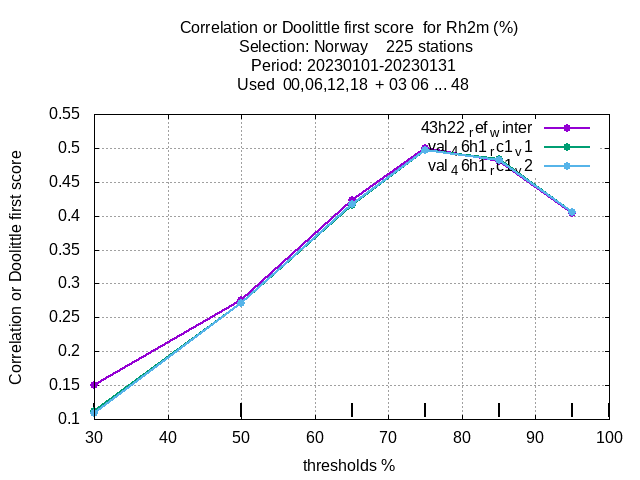 Correlation or Doolittle first score  for Rh2m (%)
Selection: Norway    225 stations
Period: 20230101-20230131
Used  00,06,12,18  + 03 06 ... 48
Correlation or Doolittle first score
0.55
0.5
0.45
0.4
0.35
0.3
0.25
0.2
0.15
0.1
43h22_ref_winter
val_46h1_rc1_v1
val_46h1_rc1_v2
30 40 50 60 70 80 90 100
thresholds %